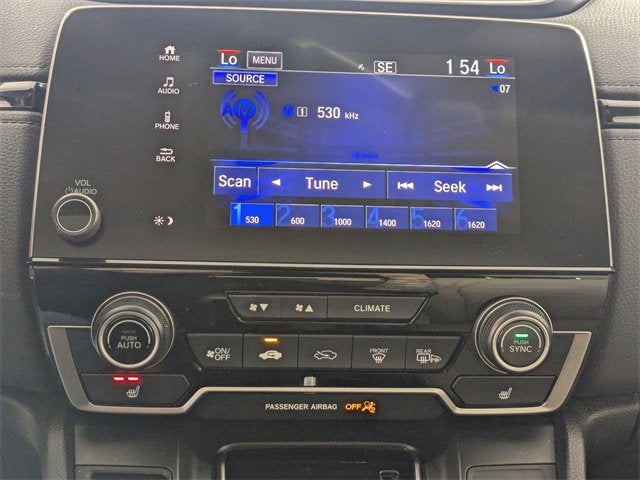 HOME
Lo MENU SE 1 54 Lo
SOURCE
07
AUDIO
AM 1 530 kHz
PHONE
BACK
Scan Tune Seek
VOL
AUDIO
1 530 2 600 3 1000 4 1400 5 1620 6 1620
CLIMATE
PUSH AUTO
PUSH SYNC
ON/OFF
FRONT
REAR
PASSENGER AIRBAG OFF